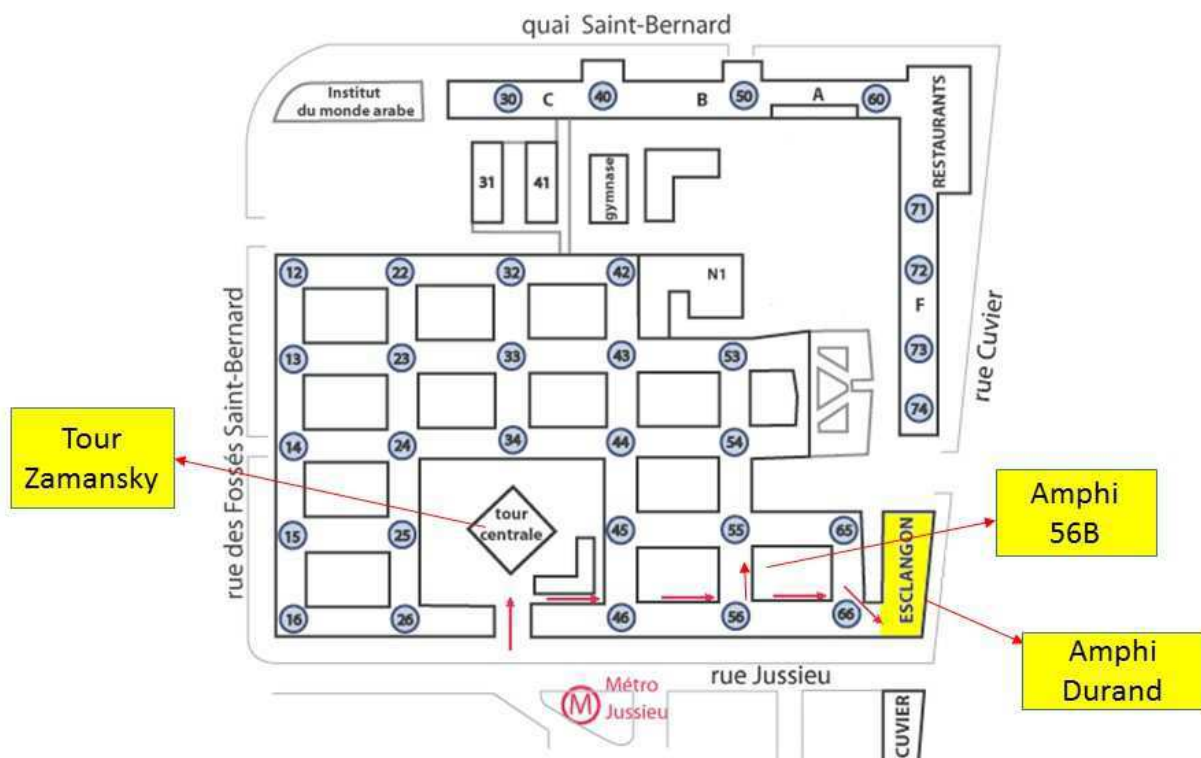 quai Saint-Bernard
Institut
du monde arabe
30
C
40
B
50
A
60
RESTAURANTS
31
41
gymnase
71
12
22
32
42
N1
72
F
rue des Fossés Saint-Bernard
13
23
33
43
53
73
rue Cuvier
Tour
Zamansky
14
24
34
44
54
74
tour
centrale
Amphi
56B
15
25
45
55
65
ESCLANGON
16
26
46
56
66
Amphi
Durand
rue Jussieu
M
Métro
Jussieu
CUVIER